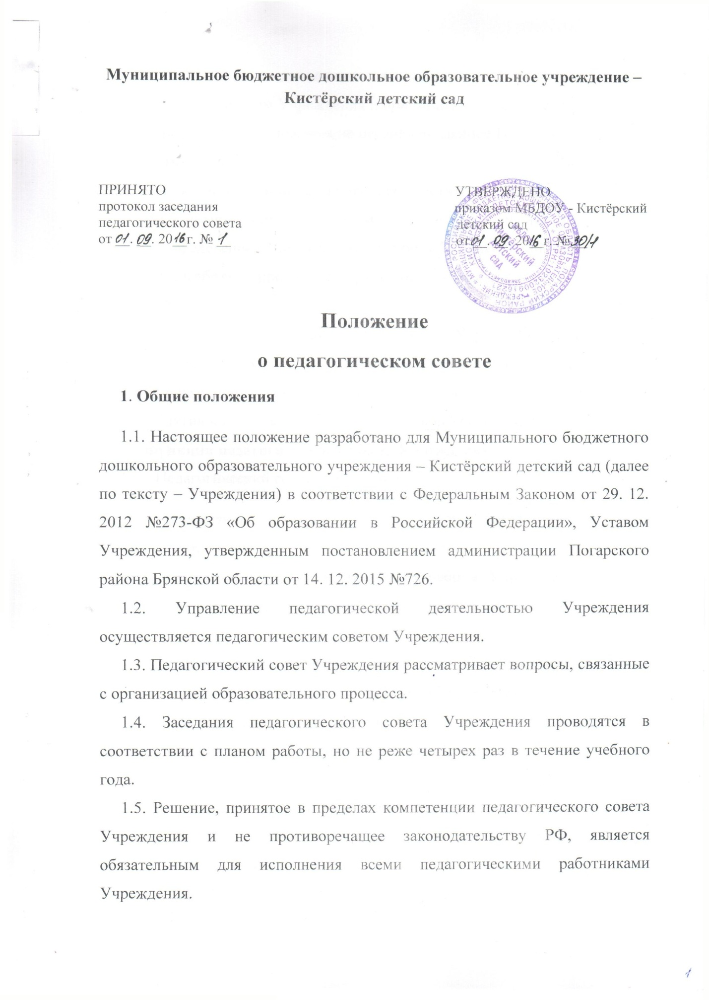 Муниципальное бюджетное дошкольное образовательное учреждение –
Кистёрский детский сад
ПРИНЯТО
протокол заседания
педагогического совета
от 01. 09. 2016г. № 1
УТВЕРЖДЕНО
приказом МБДОУ - Кистёрский
детский сад
от 01. 09. 2016 г. № 30/1
МБДОУ
Кистёрский
детский
сад
Положение
о педагогическом совете
1. Общие положения
1.1. Настоящее положение разработано для Муниципального бюджетного
дошкольного образовательного учреждения – Кистёрский детский сад (далее
по тексту – Учреждения) в соответствии с Федеральным Законом от 29. 12.
2012 №273-ФЗ «Об образовании в Российской Федерации», Уставом
Учреждения, утвержденным постановлением администрации Погарского
района Брянской области от 14. 12. 2015 №726.
1.2. Управление педагогической деятельностью Учреждения
осуществляется педагогическим советом Учреждения.
1.3. Педагогический совет Учреждения рассматривает вопросы, связанные
с организацией образовательного процесса.
1.4. Заседания педагогического совета Учреждения проводятся в
соответствии с планом работы, но не реже четырех раз в течение учебного
года.
1.5. Решение, принятое в пределах компетенции педагогического совета
Учреждения и не противоречащее законодательству РФ, является
обязательным для исполнения всеми педагогическими работниками
Учреждения.
1